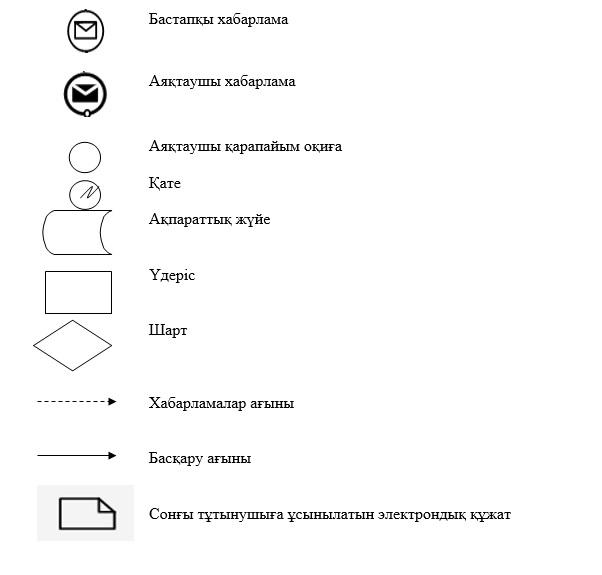 Бастапқы хабарлама
Аяқтаушы хабарлама
Аяқтаушы қарапайым оқиға
Қате
Ақпараттық жүйе
Үдеріс
Шарт
Хабарламалар ағыны
Басқару ағыны
Соңғы тұтынушыға ұсынылатын электрондық құжат